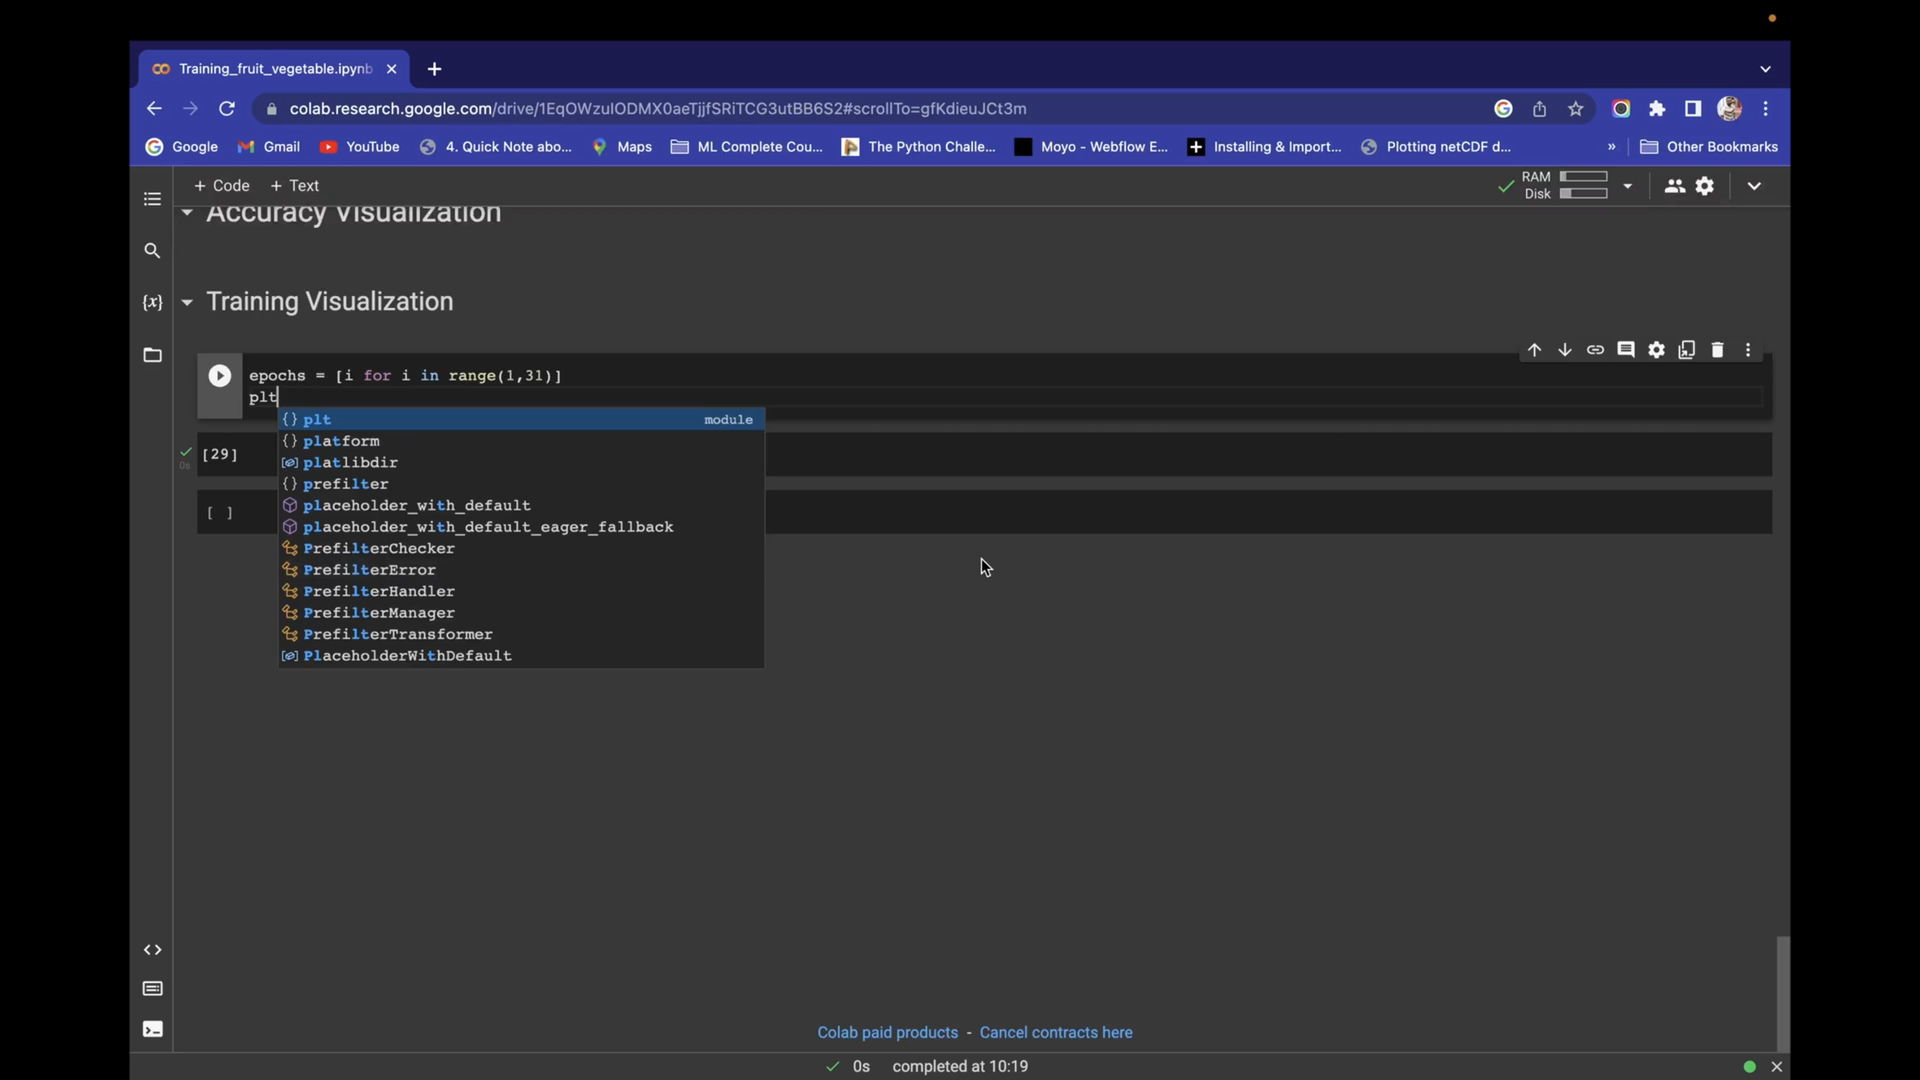 Training_fruit_vegetable.ipynb
colab.research.google.com/drive/1EqOWzuIODMX0aeTjjfSRiTCG3utBB6S2#scrollTo=gfKdieuJCt3m
Google Gmail YouTube 4. Quick Note abo... Maps ML Complete Cou... The Python Challe... Moyo - Webflow E... Installing & Import... Plotting netCDF d... » Other Bookmarks
+ Code + Text
RAM
Disk
Accuracy Visualization
{x}
Training Visualization
epochs = [i for i in range(1,31)]
plt
{} plt module
{} platform
[29]
platlibdir
{} prefilter
placeholder_with_default
[ ]
placeholder_with_default_eager_fallback
PrefilterChecker
PrefilterError
PrefilterHandler
PrefilterManager
PrefilterTransformer
PlaceholderWithDefault
Colab paid products - Cancel contracts here
0s completed at 10:19